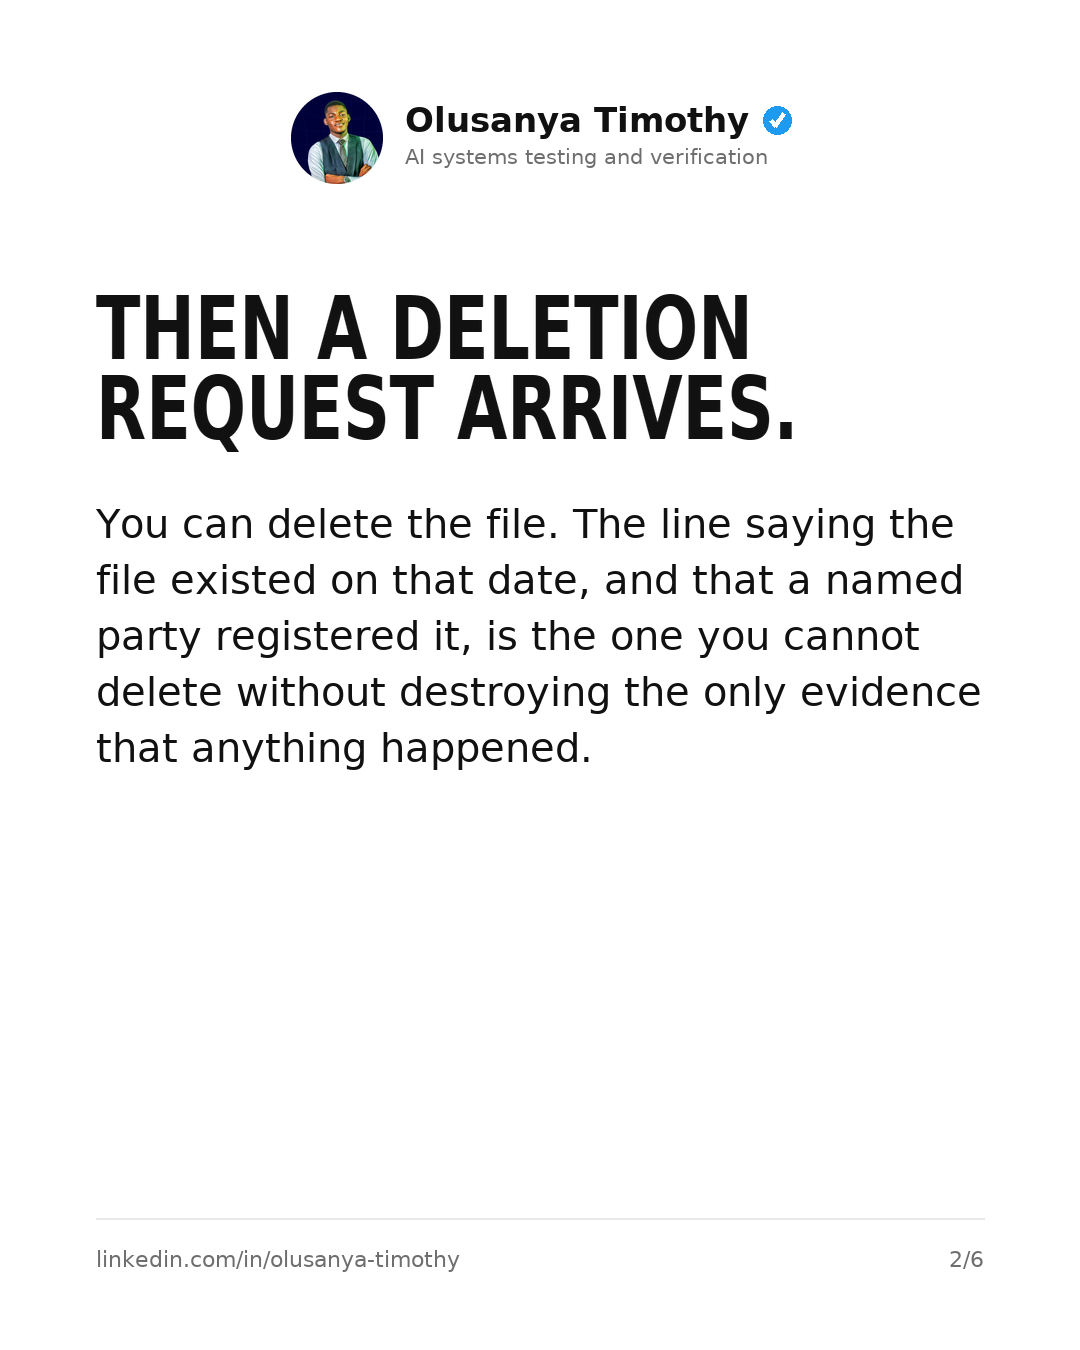 Olusanya Timothy
AI systems testing and verification
THEN A DELETION
REQUEST ARRIVES.
You can delete the file. The line saying the
file existed on that date, and that a named
party registered it, is the one you cannot
delete without destroying the only evidence
that anything happened.
linkedin.com/in/olusanya-timothy
2/6